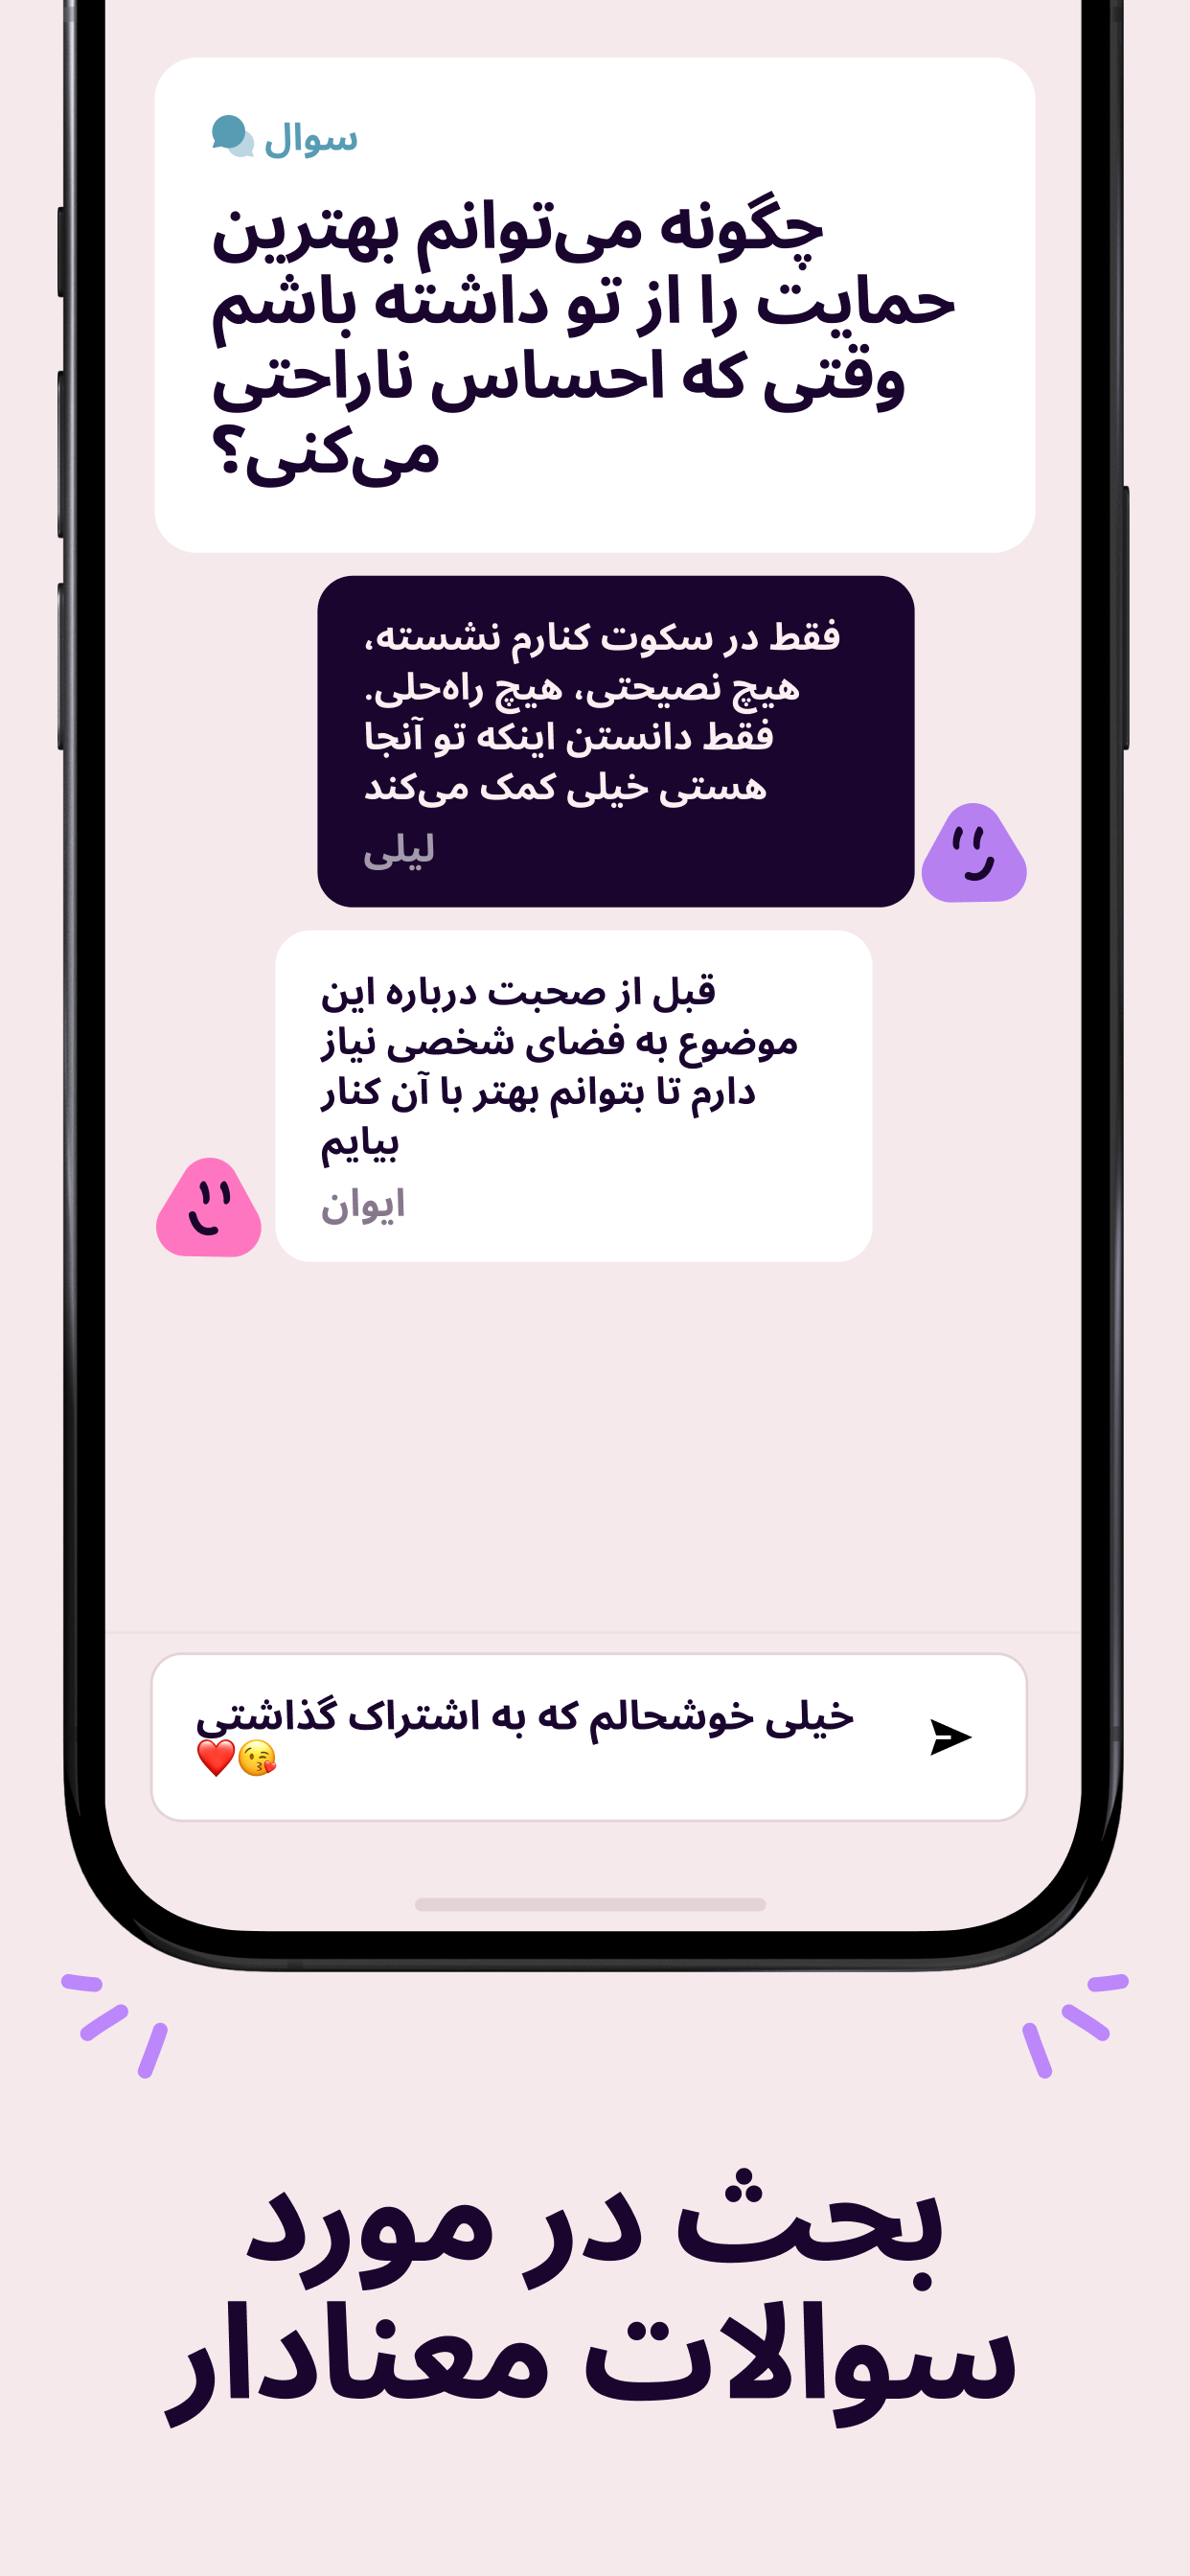 سوال
چگونه می‌توانم بهترین
حمایت را از تو داشته باشم
وقتی که احساس ناراحتی
می‌کنی؟
فقط در سکوت کنارم نشسته،
هیچ نصیحتی، هیچ راه‌حلی.
فقط دانستن اینکه تو آنجا
هستی خیلی کمک می‌کند
لیلی
قبل از صحبت درباره این
موضوع به فضای شخصی نیاز
دارم تا بتوانم بهتر با آن کنار
بیایم
ایوان
خیلی خوشحالم که به اشتراک گذاشتی
😘❤️
بحث در مورد
سوالات معنادار